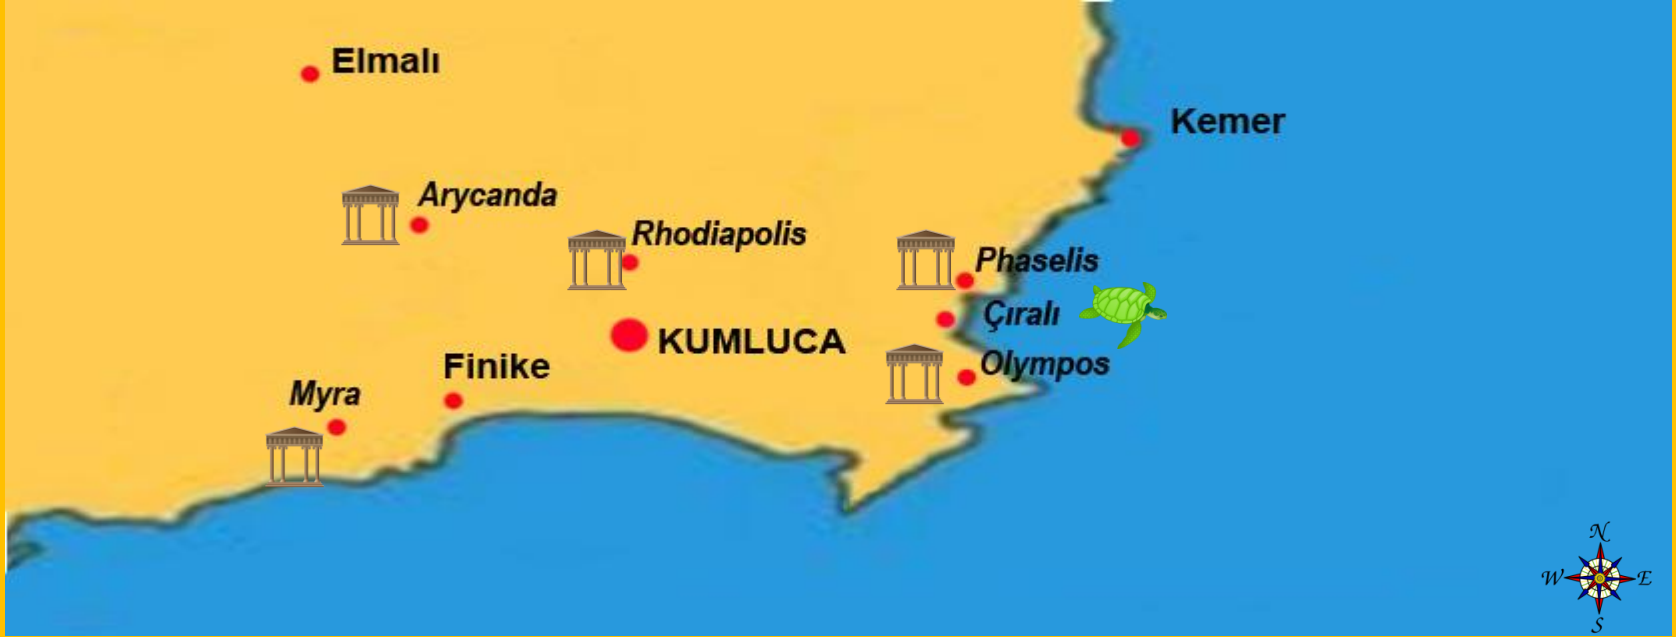 Elmalı
Kemer
Arycanda
Rhodiapolis
Phaselis
Çıralı
KUMLUCA
Olympos
Finike
Myra
N
W E
S